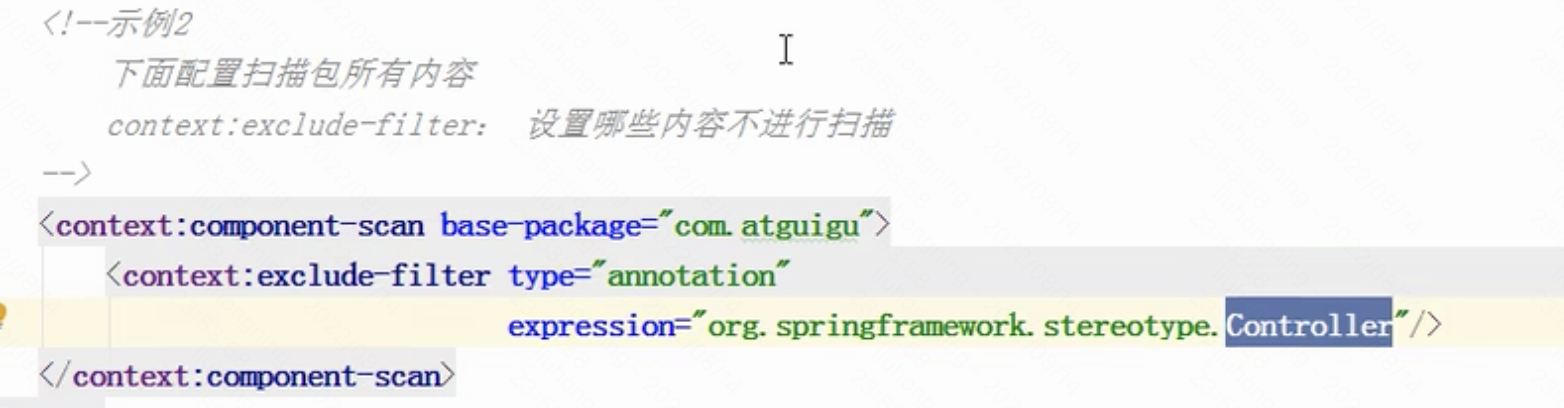 <!--示例2
下面配置扫描包所有内容
context:exclude-filter： 设置哪些内容不进行扫描
-->
<context:component-scan base-package="com.atguigu">
<context:exclude-filter type="annotation"
expression="org.springframework.stereotype.Controller"/>
</context:component-scan>